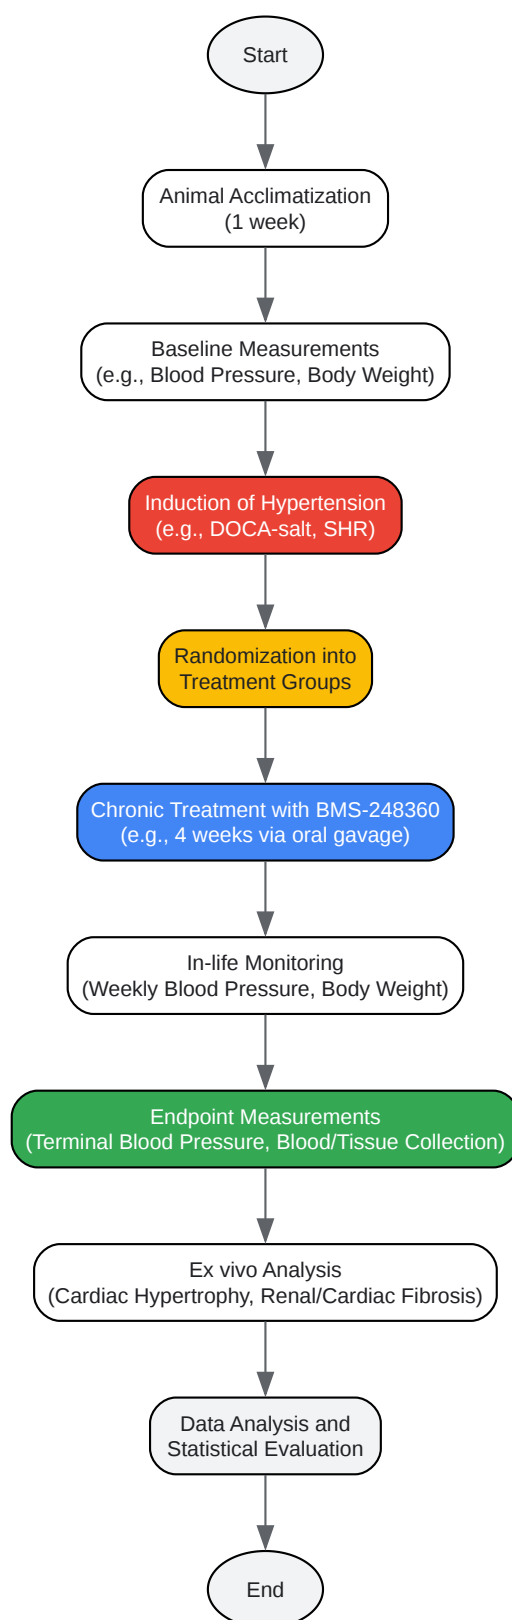 Start
Animal Acclimatization
(1 week)
Baseline Measurements
(e.g., Blood Pressure, Body Weight)
Induction of Hypertension
(e.g., DOCA-salt, SHR)
Randomization into
Treatment Groups
Chronic Treatment with BMS-248360
(e.g., 4 weeks via oral gavage)
In-life Monitoring
(Weekly Blood Pressure, Body Weight)
Endpoint Measurements
(Terminal Blood Pressure, Blood/Tissue Collection)
Ex vivo Analysis
(Cardiac Hypertrophy, Renal/Cardiac Fibrosis)
Data Analysis and
Statistical Evaluation
End